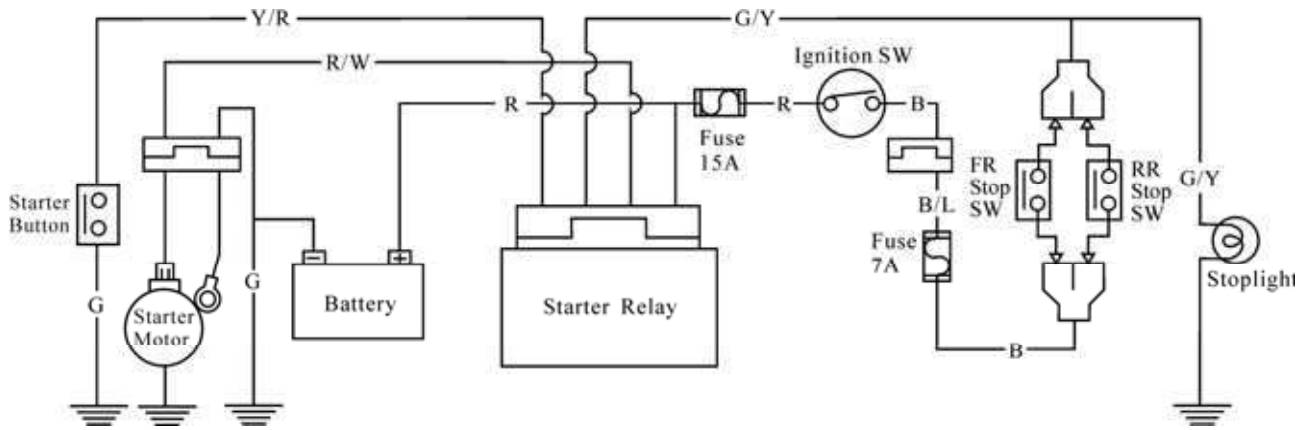 Y/R
G/Y
R/W
Ignition SW
R
R
B
Fuse
15A
FR
Stop
SW
RR
Stop
SW
G/Y
Starter
Button
B/L
Fuse
7A
Stoplight
G
G
−
+
Battery
Starter
Motor
Starter Relay
B